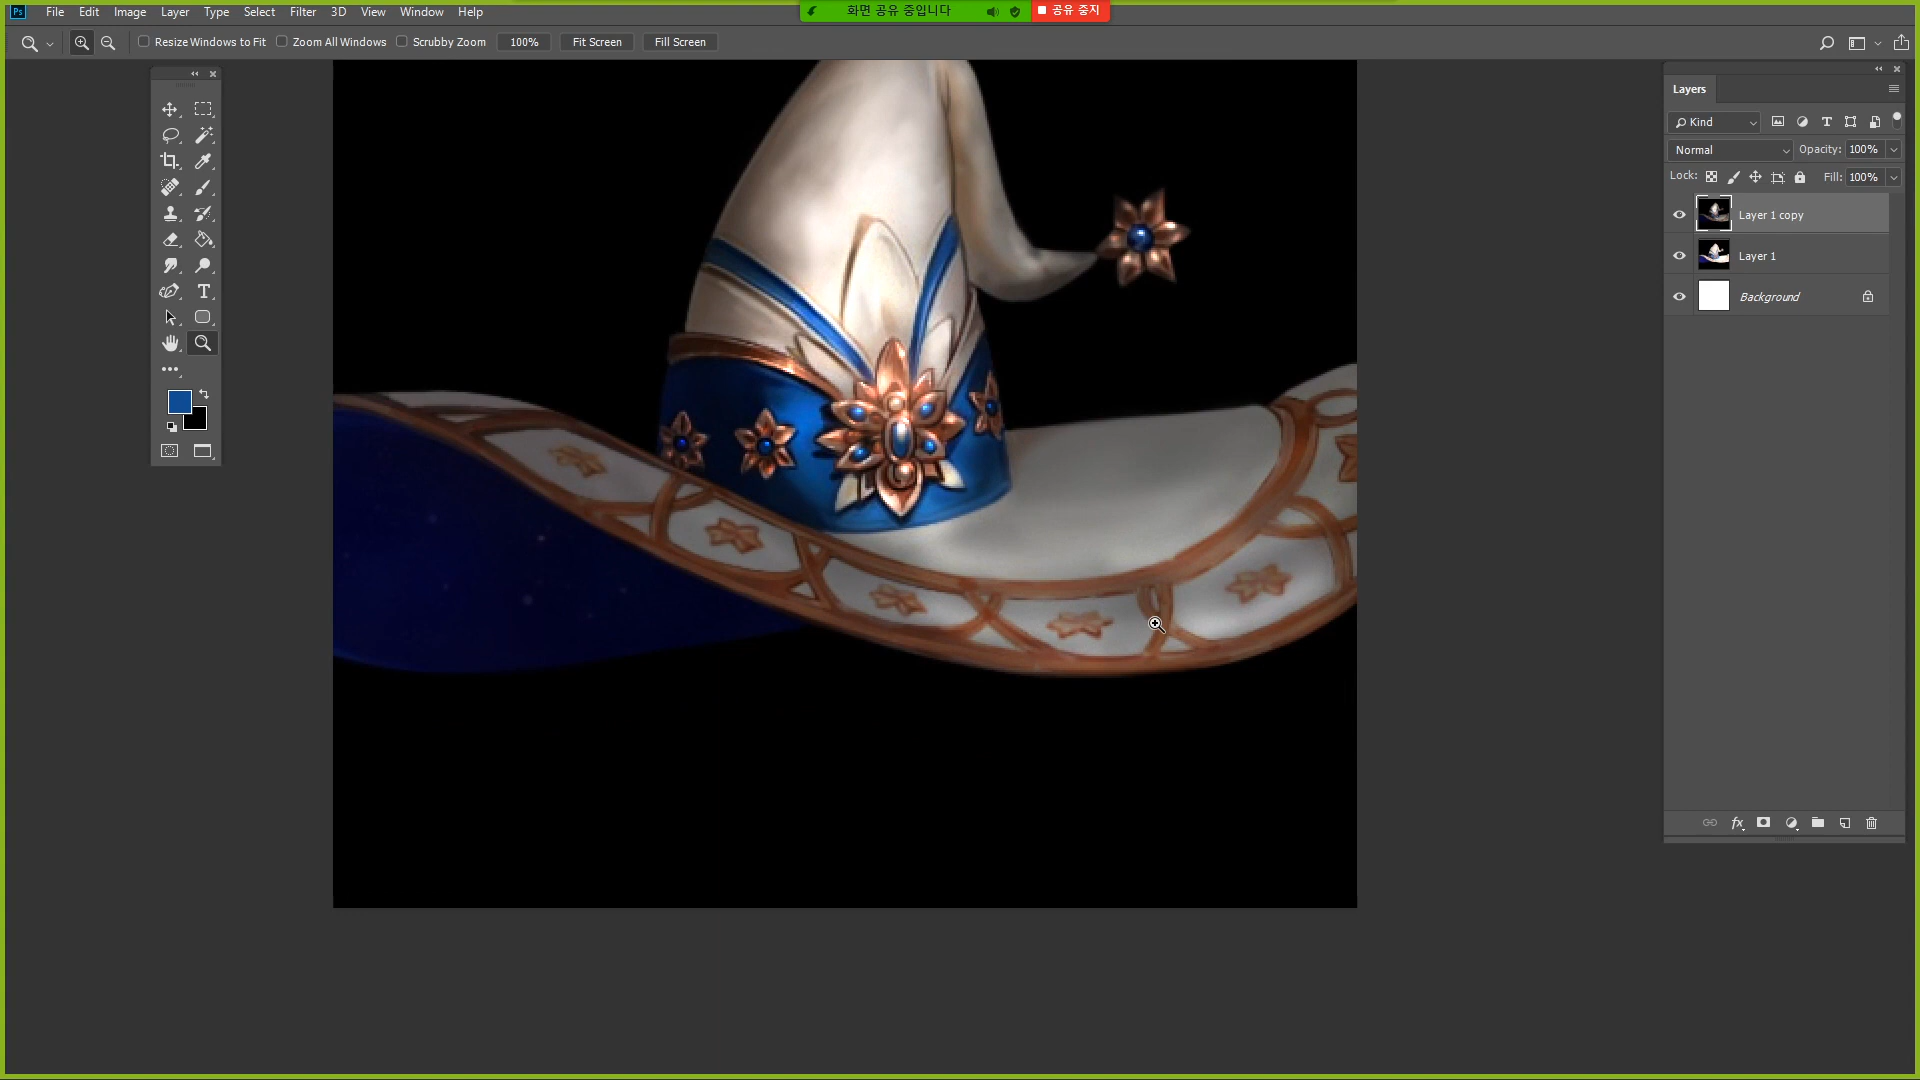 Ps File Edit Image Layer Type Select Filter 3D View Window Help
화면 공유 중입니다 공유 중지
Resize Windows to Fit Zoom All Windows Scrubby Zoom 100% Fit Screen Fill Screen
Layers
Kind
Normal Opacity: 100%
Lock: Fill: 100%
Layer 1 copy
Layer 1
Background
fx